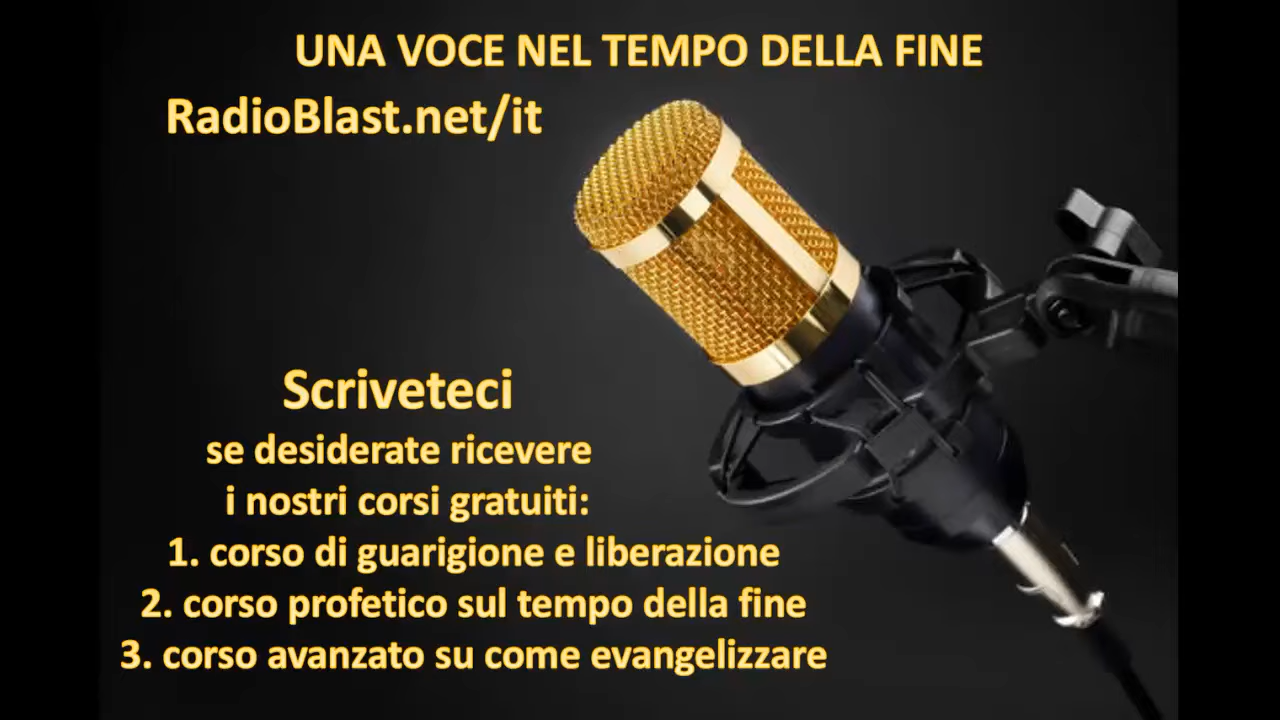 UNA VOCE NEL TEMPO DELLA FINE
RadioBlast.net/it
Scriveteci
se desiderate ricevere
i nostri corsi gratuiti:
1. corso di guarigione e liberazione
2. corso profetico sul tempo della fine
3. corso avanzato su come evangelizzare